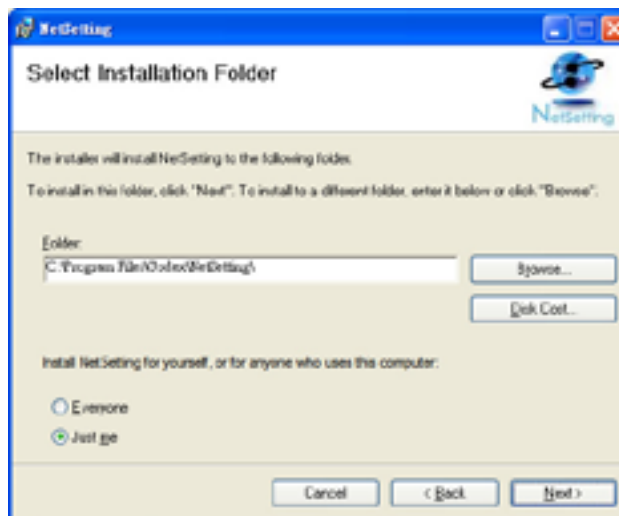 NetSetting
Select Installation Folder
NetSetting
The installer will install NetSetting to the following folder.
To install in this folder, click "Next". To install to a different folder, enter it below or click "Browse".
Folder:
C:\Program File\
\NetSetting\
Browse...
Disk Cost...
Install NetSetting for yourself, or for anyone who uses this computer:
Everyone
Just me
Cancel
< Back
Next >